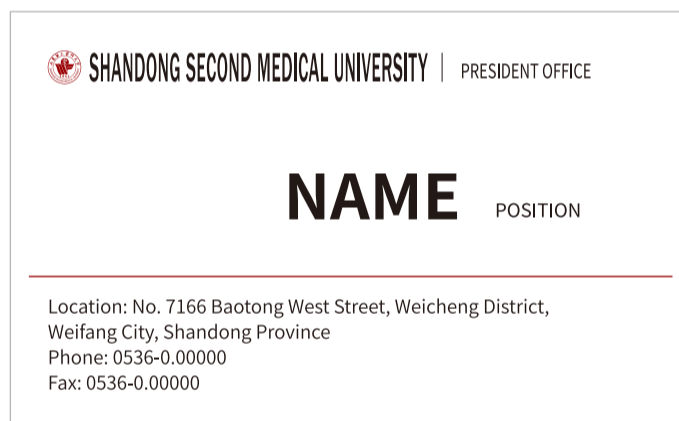 SHANDONG SECOND MEDICAL UNIVERSITY | PRESIDENT OFFICE
NAME POSITION
Location: No. 7166 Baotong West Street, Weicheng District,
Weifang City, Shandong Province
Phone: 0536-0.00000
Fax: 0536-0.00000